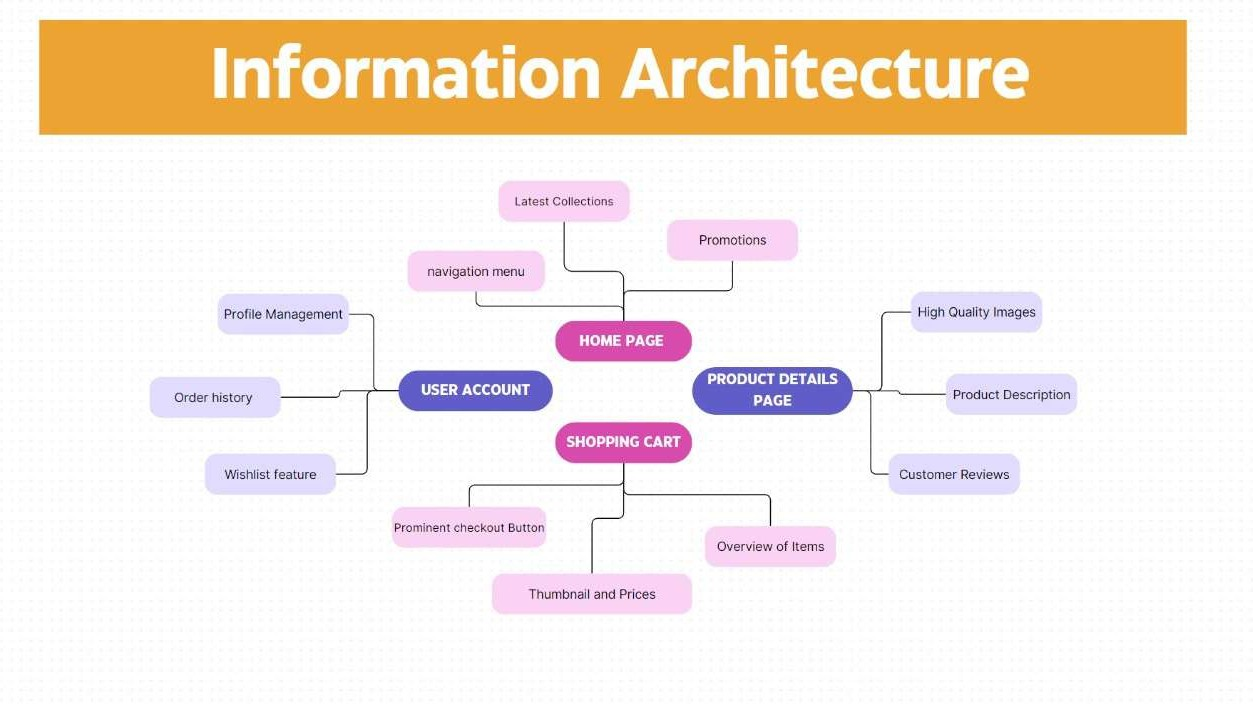 Information Architecture
Latest Collections
Promotions
navigation menu
HOME PAGE
Profile Management
Order history
Wishlist feature
USER ACCOUNT
PRODUCT DETAILS
PAGE
High Quality Images
Product Description
Customer Reviews
SHOPPING CART
Prominent checkout Button
Overview of Items
Thumbnail and Prices